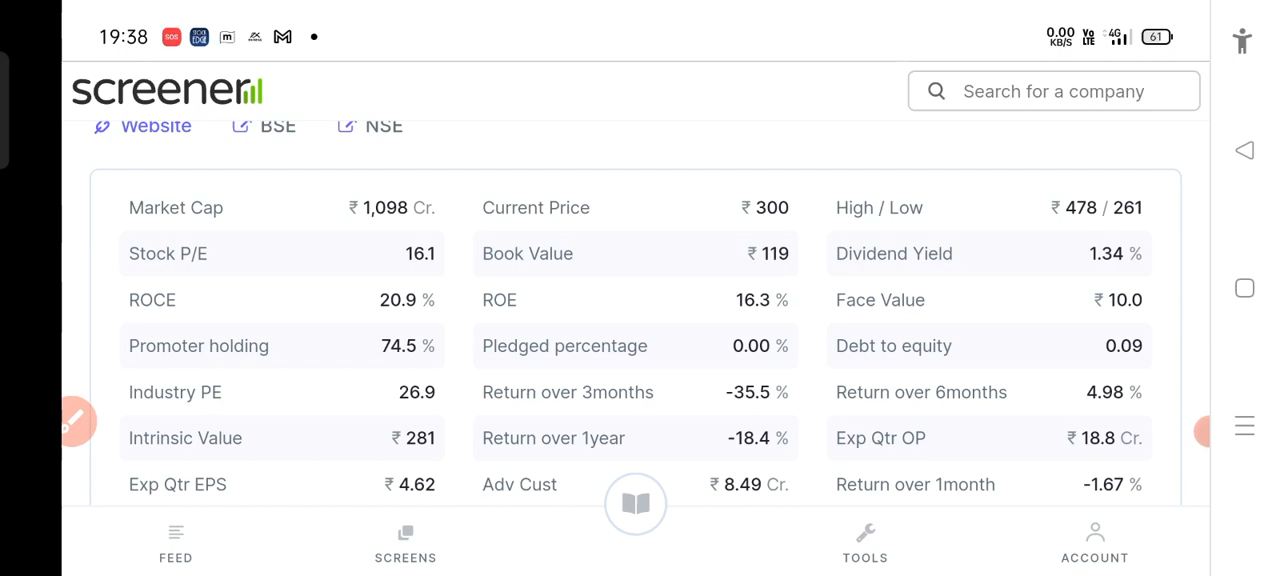 19:38 SOS m 0.00 KB/S Vo LTE 4G 61
screener Search for a company
Website BSE NSE
Market Cap ₹ 1,098 Cr. Current Price ₹ 300 High / Low ₹ 478 / 261
Stock P/E 16.1 Book Value ₹ 119 Dividend Yield 1.34 %
ROCE 20.9 % ROE 16.3 % Face Value ₹ 10.0
Promoter holding 74.5 % Pledged percentage 0.00 % Debt to equity 0.09
Industry PE 26.9 Return over 3months -35.5 % Return over 6months 4.98 %
Intrinsic Value ₹ 281 Return over 1year -18.4 % Exp Qtr OP ₹ 18.8 Cr.
Exp Qtr EPS ₹ 4.62 Adv Cust ₹ 8.49 Cr. Return over 1month -1.67 %
FEED SCREENS TOOLS ACCOUNT